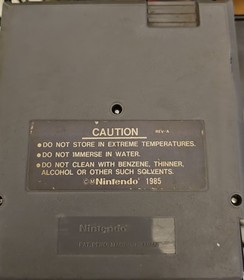 CAUTION REV-A
●DO NOT STORE IN EXTREME TEMPERATURES.
●DO NOT IMMERSE IN WATER.
●DO NOT CLEAN WITH BENZENE, THINNER,
ALCOHOL OR OTHER SUCH SOLVENTS.
©Nintendo 1985
Nintendo